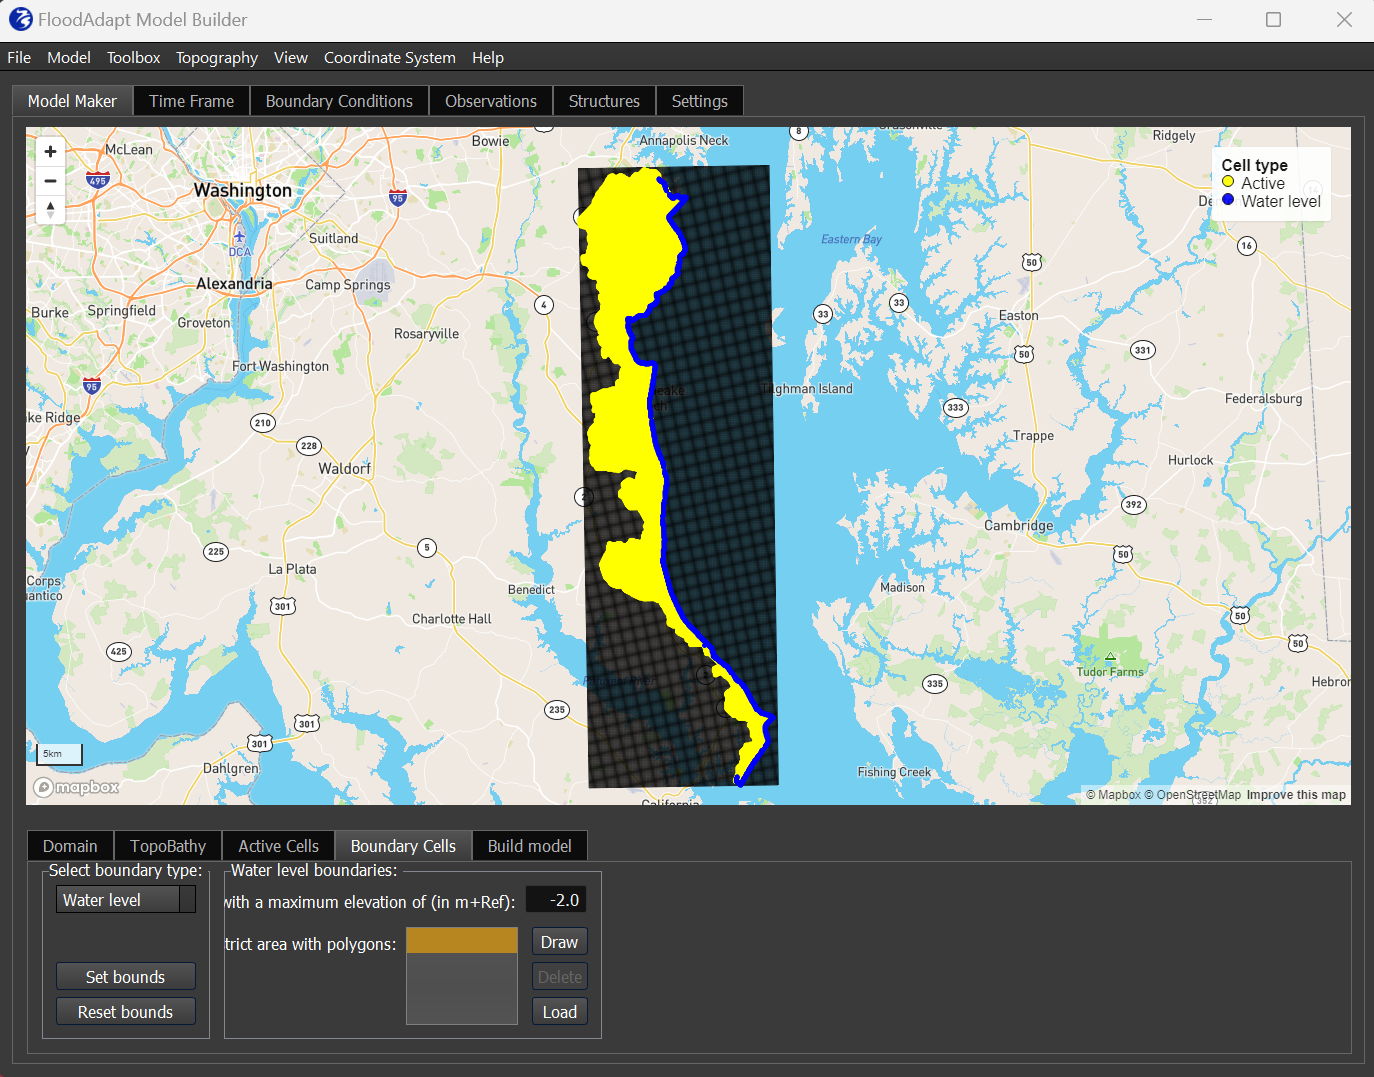 FloodAdapt Model Builder
File Model Toolbox Topography View Coordinate System Help
Model Maker Time Frame Boundary Conditions Observations Structures Settings
McLean
Bowie
Annapolis Neck
8
Ridgely
495
Washington
95
Cell type
Active
Water level
DCA
Suitland
Eastern Bay
16
50
Alexandria
Camp Springs
Burke
Springfield
Groveton
4
33
33
Easton
Rosaryville
50
331
Fort Washington
95
Tilghman Island
Federalsburg
ke Ridge
210
333
228
Trappe
Waldorf
Hurlock
2
392
Cambridge
225
5
50
La Plata
Corps
uantico
Benedict
Madison
301
Charlotte Hall
50
50
425
Tudor Farms
335
Hebror
235
301
301
5km
Dahlgren
Fishing Creek
mapbox
California
© Mapbox © OpenStreetMap Improve this map
Domain TopoBathy Active Cells Boundary Cells Build model
Select boundary type:
Water level
Set bounds
Reset bounds
Water level boundaries:
with a maximum elevation of (in m+Ref): -2.0
trict area with polygons:
Draw
Delete
Load